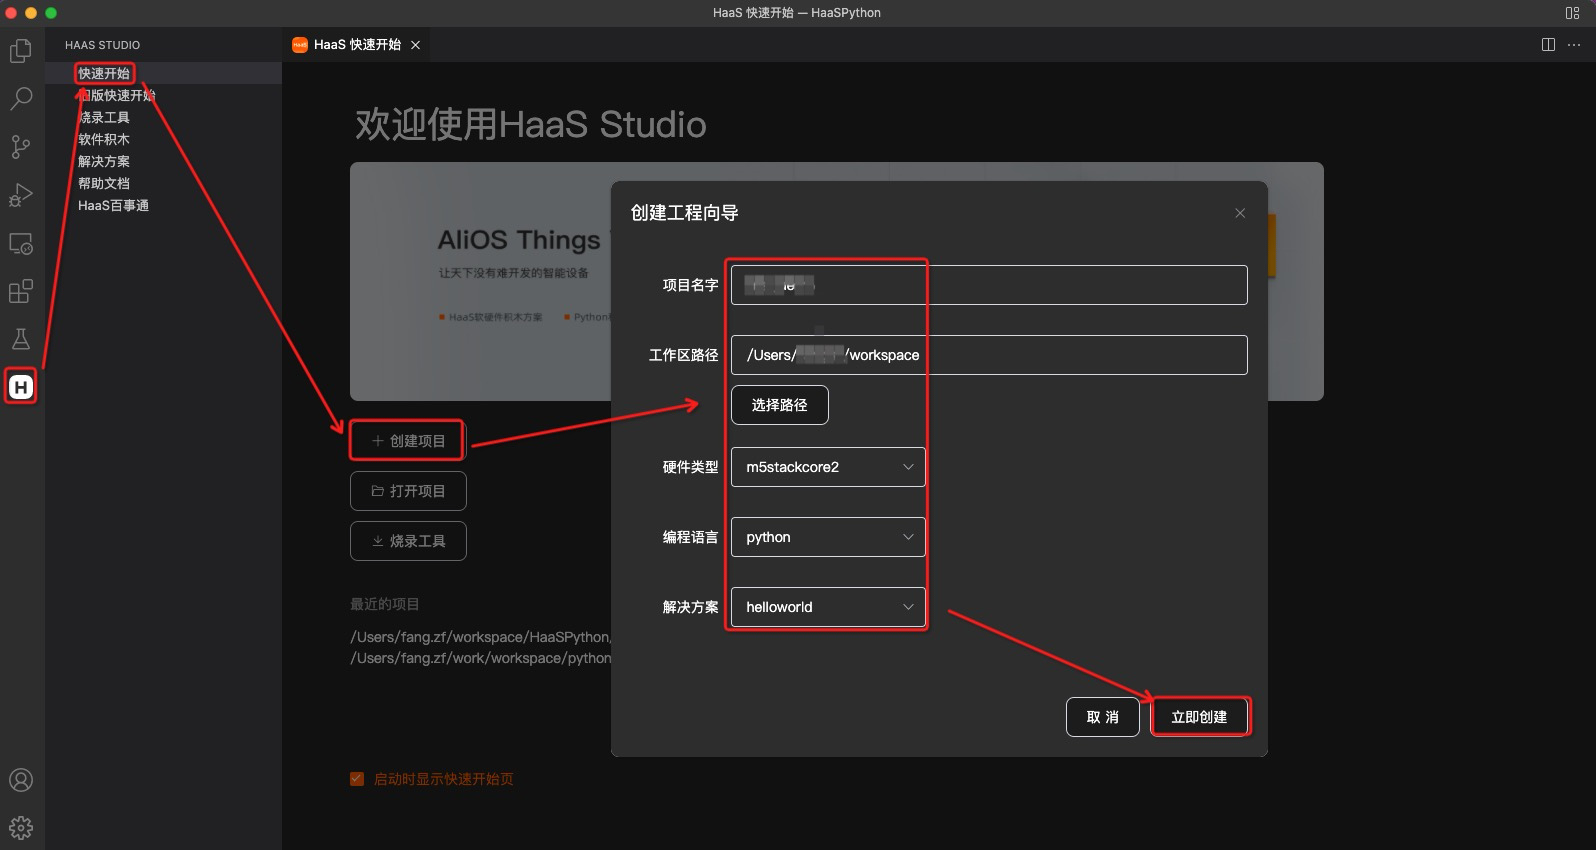 HaaS 快速开始 — HaaSPython
HAAS STUDIO
快速开始
版快速开始
烧录工具
软件积木
解决方案
帮助文档
HaaS百事通
HaaS 快速开始
欢迎使用HaaS Studio
AliOS Things
让天下没有难开发的智能设备
HaaS软硬件积木方案
Python
创建项目
打开项目
烧录工具
最近的项目
/Users/fang.zf/workspace/HaaSPython,
/Users/fang.zf/work/workspace/python
启动时显示快速开始页
创建工程向导
项目名字
工作区路径
/Users/ /workspace
选择路径
硬件类型
m5stackcore2
编程语言
python
解决方案
helloworld
取 消
立即创建
H